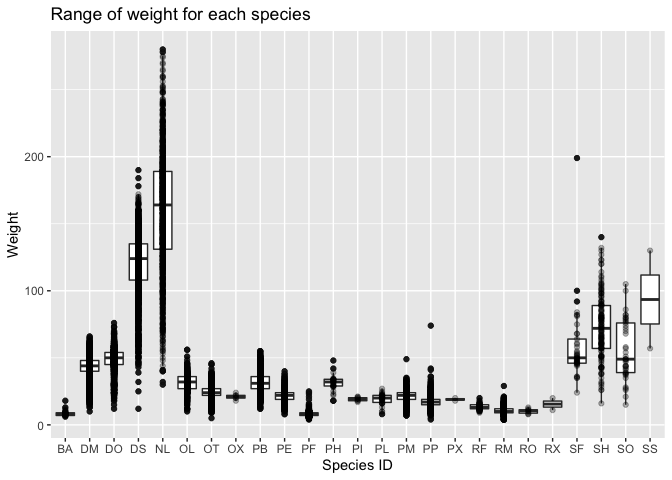 Range of weight for each species
Weight
200
100
0
BA DM DO DS NL OL OT OX PB PE PF PH PI PL PM PP PX RF RM RO RX SF SH SO SS
Species ID